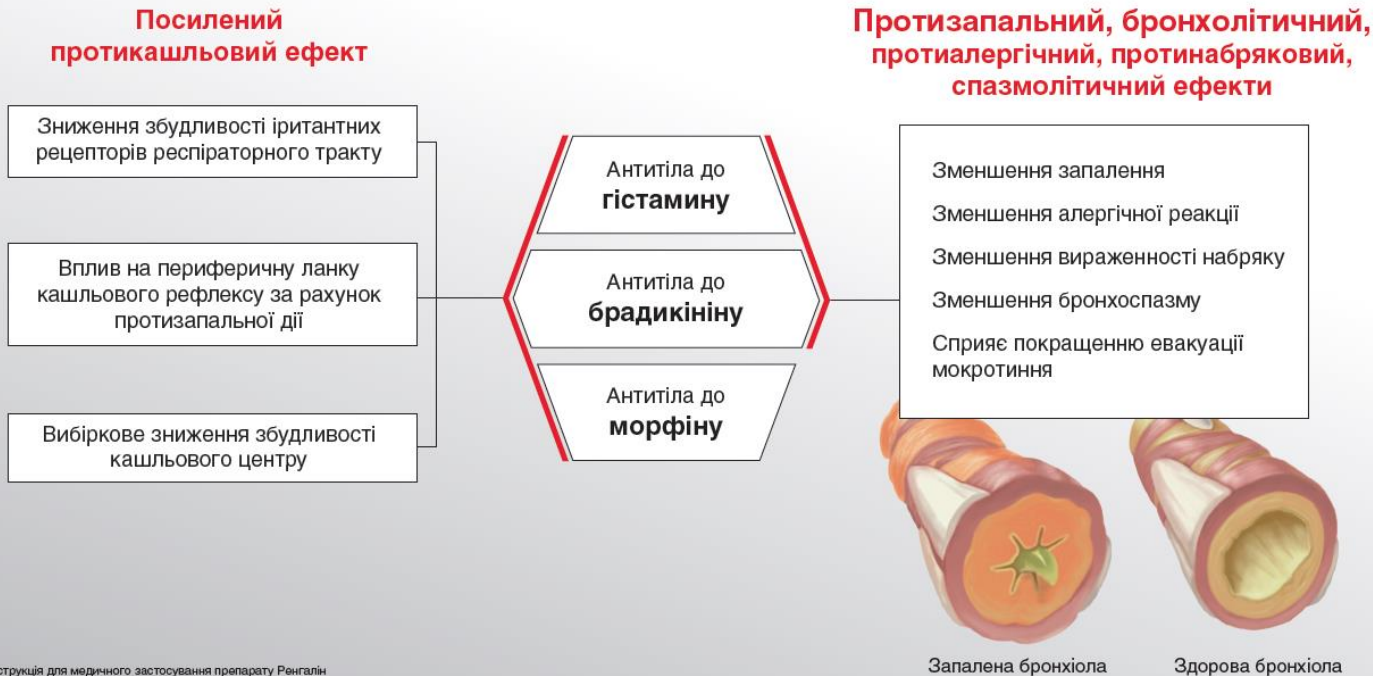 Посилений
протикашльовий ефект
Зниження збудливості іритантних
рецепторів респіраторного тракту
Вплив на периферичну ланку
кашльового рефлексу за рахунок
протизапальної дії
Вибіркове зниження збудливості
кашльового центру
Антитіла до
гістамину
Антитіла до
брадикініну
Антитіла до
морфіну
Протизапальний, бронхолітичний,
протиалергічний, протинабряковий,
спазмолітичний ефекти
Зменшення запалення
Зменшення алергічної реакції
Зменшення вираженності набряку
Зменшення бронхоспазму
Сприяє покращенню евакуації
мокротиння
Запалена бронхіола
Здорова бронхіола
струкція для медичного застосування препарату Ренгалін